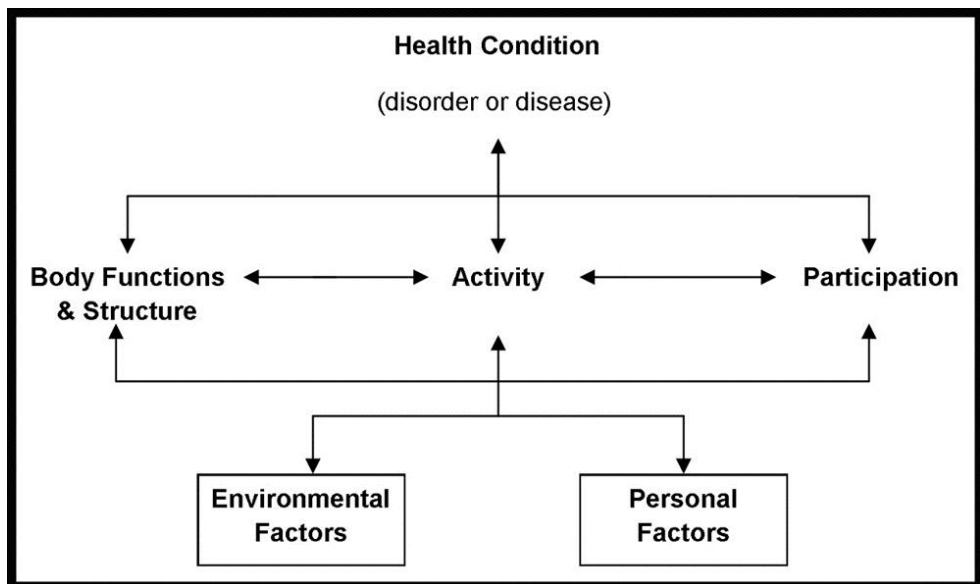 Health Condition
(disorder or disease)
Body Functions
& Structure
Activity
Participation
Environmental
Factors
Personal
Factors